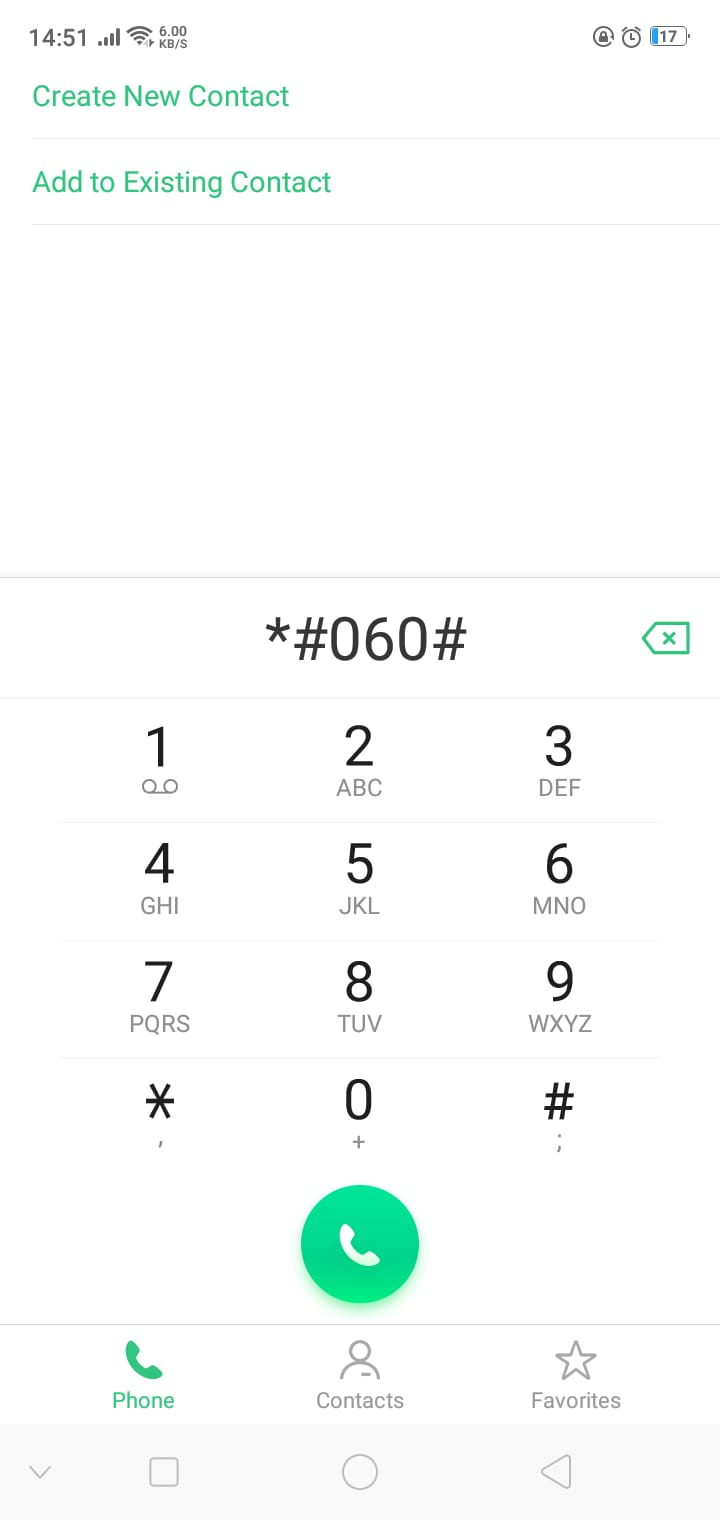 14:51 6.00 KB/S 17
Create New Contact
Add to Existing Contact
*#060#
1 2 3
ABC DEF
4 5 6
GHI JKL MNO
7 8 9
PQRS TUV WXYZ
* 0 #
, + ;
Phone Contacts Favorites